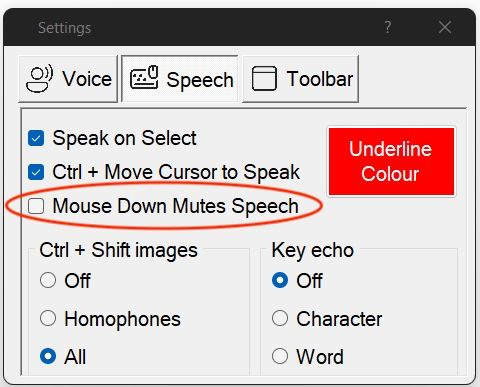 Settings
?
Voice
Speech
Toolbar
Speak on Select
Ctrl + Move Cursor to Speak
Mouse Down Mutes Speech
Underline
Colour
Ctrl + Shift images
Off
Homophones
All
Key echo
Off
Character
Word